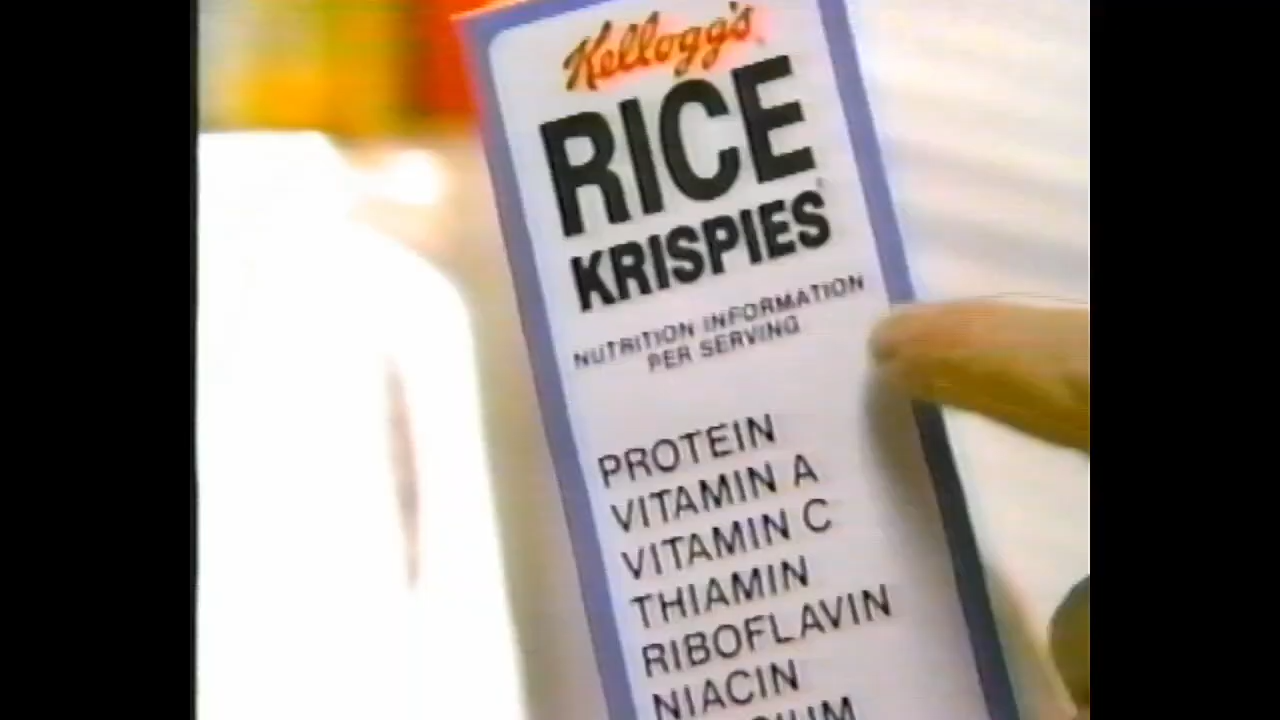 Kellogg's
RICE
KRISPIES
NUTRITION INFORMATION
PER SERVING
PROTEIN
VITAMIN A
VITAMIN C
THIAMIN
RIBOFLAVIN
NIACIN